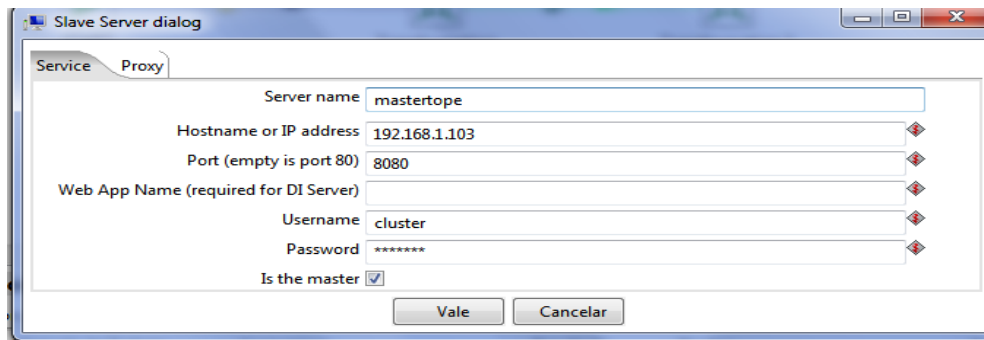 Slave Server dialog
Service Proxy
Server name mastertope
Hostname or IP address 192.168.1.103
Port (empty is port 80) 8080
Web App Name (required for DI Server)
Username cluster
Password *******
Is the master
Vale Cancelar